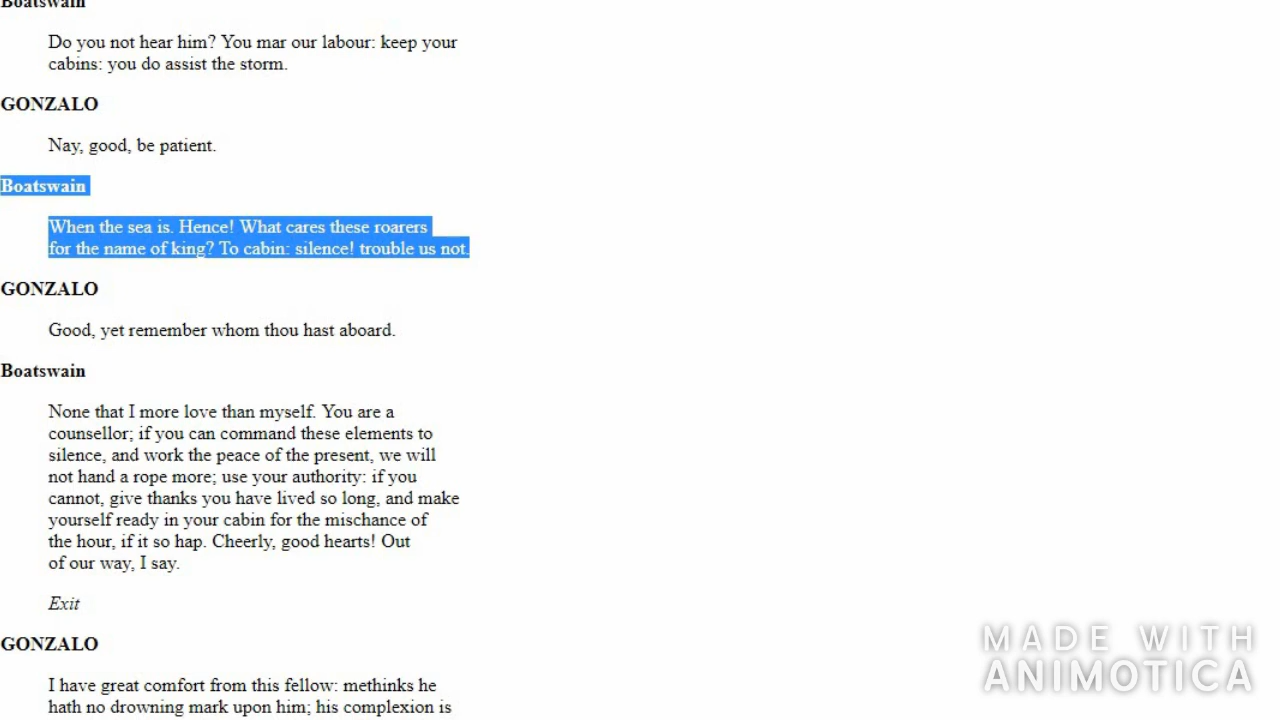 Boatswain
Do you not hear him? You mar our labour: keep your
cabins: you do assist the storm.
GONZALO
Nay, good, be patient.
Boatswain
When the sea is. Hence! What cares these roarers
for the name of king? To cabin: silence! trouble us not.
GONZALO
Good, yet remember whom thou hast aboard.
Boatswain
None that I more love than myself. You are a
counsellor; if you can command these elements to
silence, and work the peace of the present, we will
not hand a rope more; use your authority: if you
cannot, give thanks you have lived so long, and make
yourself ready in your cabin for the mischance of
the hour, if it so hap. Cheerly, good hearts! Out
of our way, I say.
Exit
GONZALO
I have great comfort from this fellow: methinks he
hath no drowning mark upon him; his complexion is
MADE WITH
ANIMOTICA